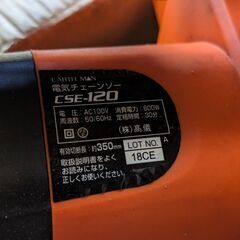 EARTH MAN
電気チェーンソー
CSE-120
電圧:AC100V 消費電力:600W
周波数:50/60Hz 定格時間:30分
(株)高儀
有効切断長:約350mm A
取扱説明書をよく LOT NO.
お読みになり、 18CE
正しくお使いください。